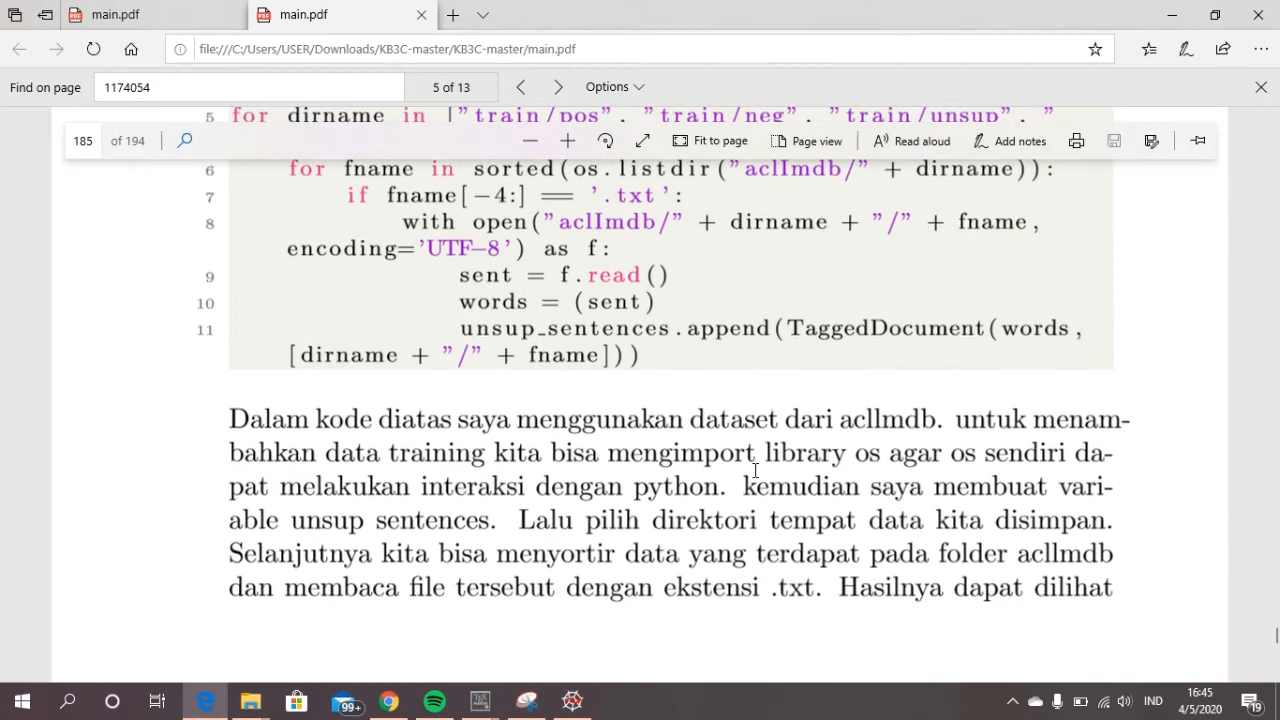 main.pdf
main.pdf
file:///C:/Users/USER/Downloads/KB3C-master/KB3C-master/main.pdf
Find on page
1174054
5 of 13
Options
5 for dirname in ["train/pos", "train/neg", "train/unsup", "
185 of 194
Fit to page
Page view
Read aloud
Add notes
6 for fname in sorted(os.listdir("aclImdb/" + dirname)):
7 if fname[-4:] == '.txt':
8 with open("aclImdb/" + dirname + "/" + fname,
encoding='UTF-8') as f:
9 sent = f.read()
10 words = (sent)
11 unsup_sentences.append(TaggedDocument(words,
[dirname + "/" + fname]))
Dalam kode diatas saya menggunakan dataset dari acllmdb. untuk menam-
bahkan data training kita bisa mengimport library os agar os sendiri da-
pat melakukan interaksi dengan python. kemudian saya membuat vari-
able unsup sentences. Lalu pilih direktori tempat data kita disimpan.
Selanjutnya kita bisa menyortir data yang terdapat pada folder acllmdb
dan membaca file tersebut dengan ekstensi .txt. Hasilnya dapat dilihat
99+
IND
16:45
4/5/2020
19